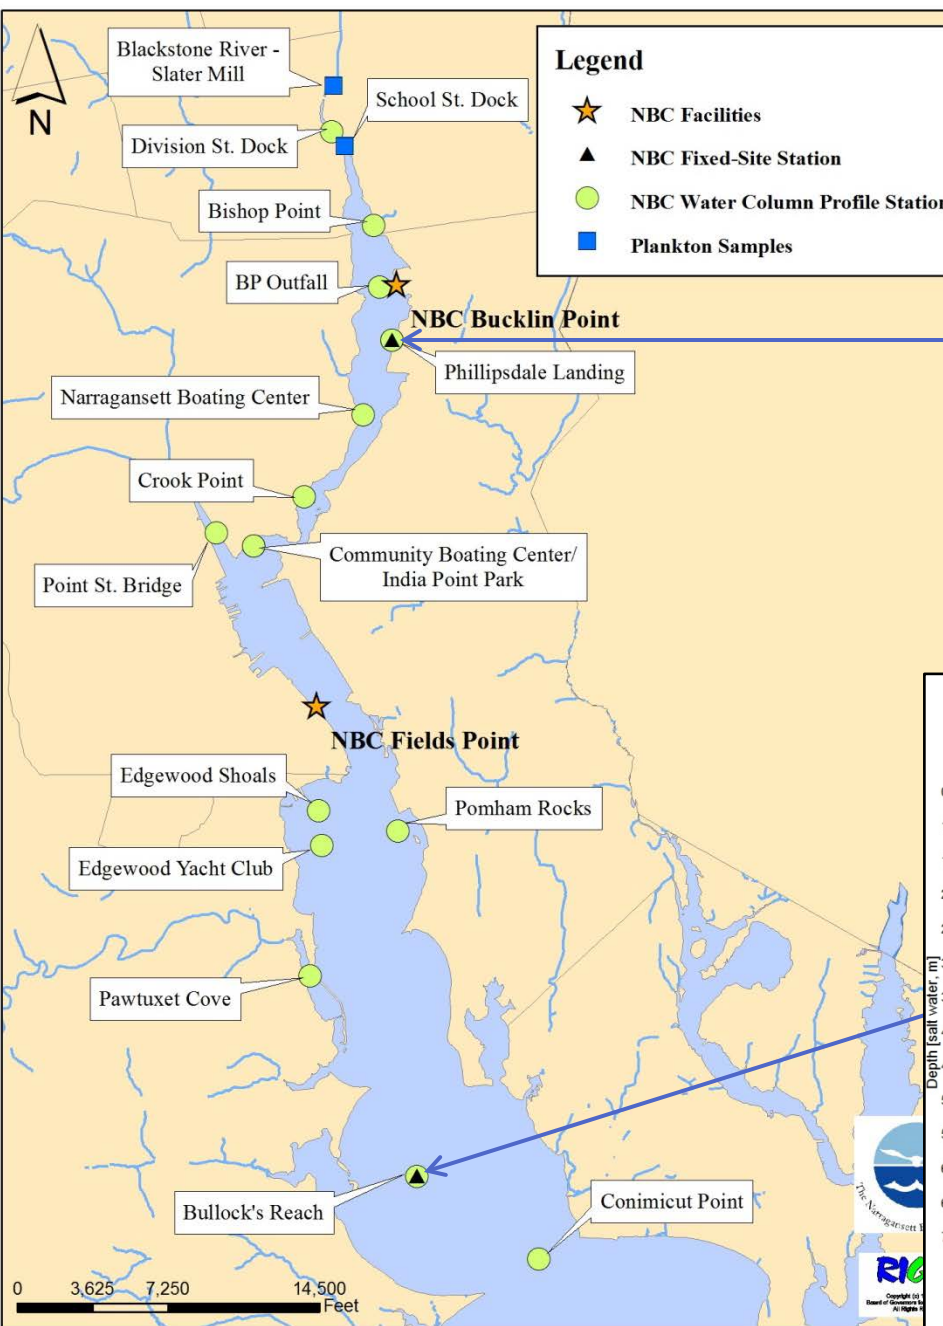 Blackstone River -
Slater Mill
School St. Dock
N
Division St. Dock
Bishop Point
BP Outfall
NBC Bucklin Point
Phillipsdale Landing
Narragansett Boating Center
Crook Point
Community Boating Center/
India Point Park
Point St. Bridge
NBC Fields Point
Edgewood Shoals
Pomham Rocks
Edgewood Yacht Club
Pawtuxet Cove
Bullock's Reach
Conimicut Point
0 3,625 7,250 14,500
Feet
Legend
NBC Facilities
NBC Fixed-Site Station
NBC Water Column Profile Station
Plankton Samples
Depth [salt water, m]
The Narragansett